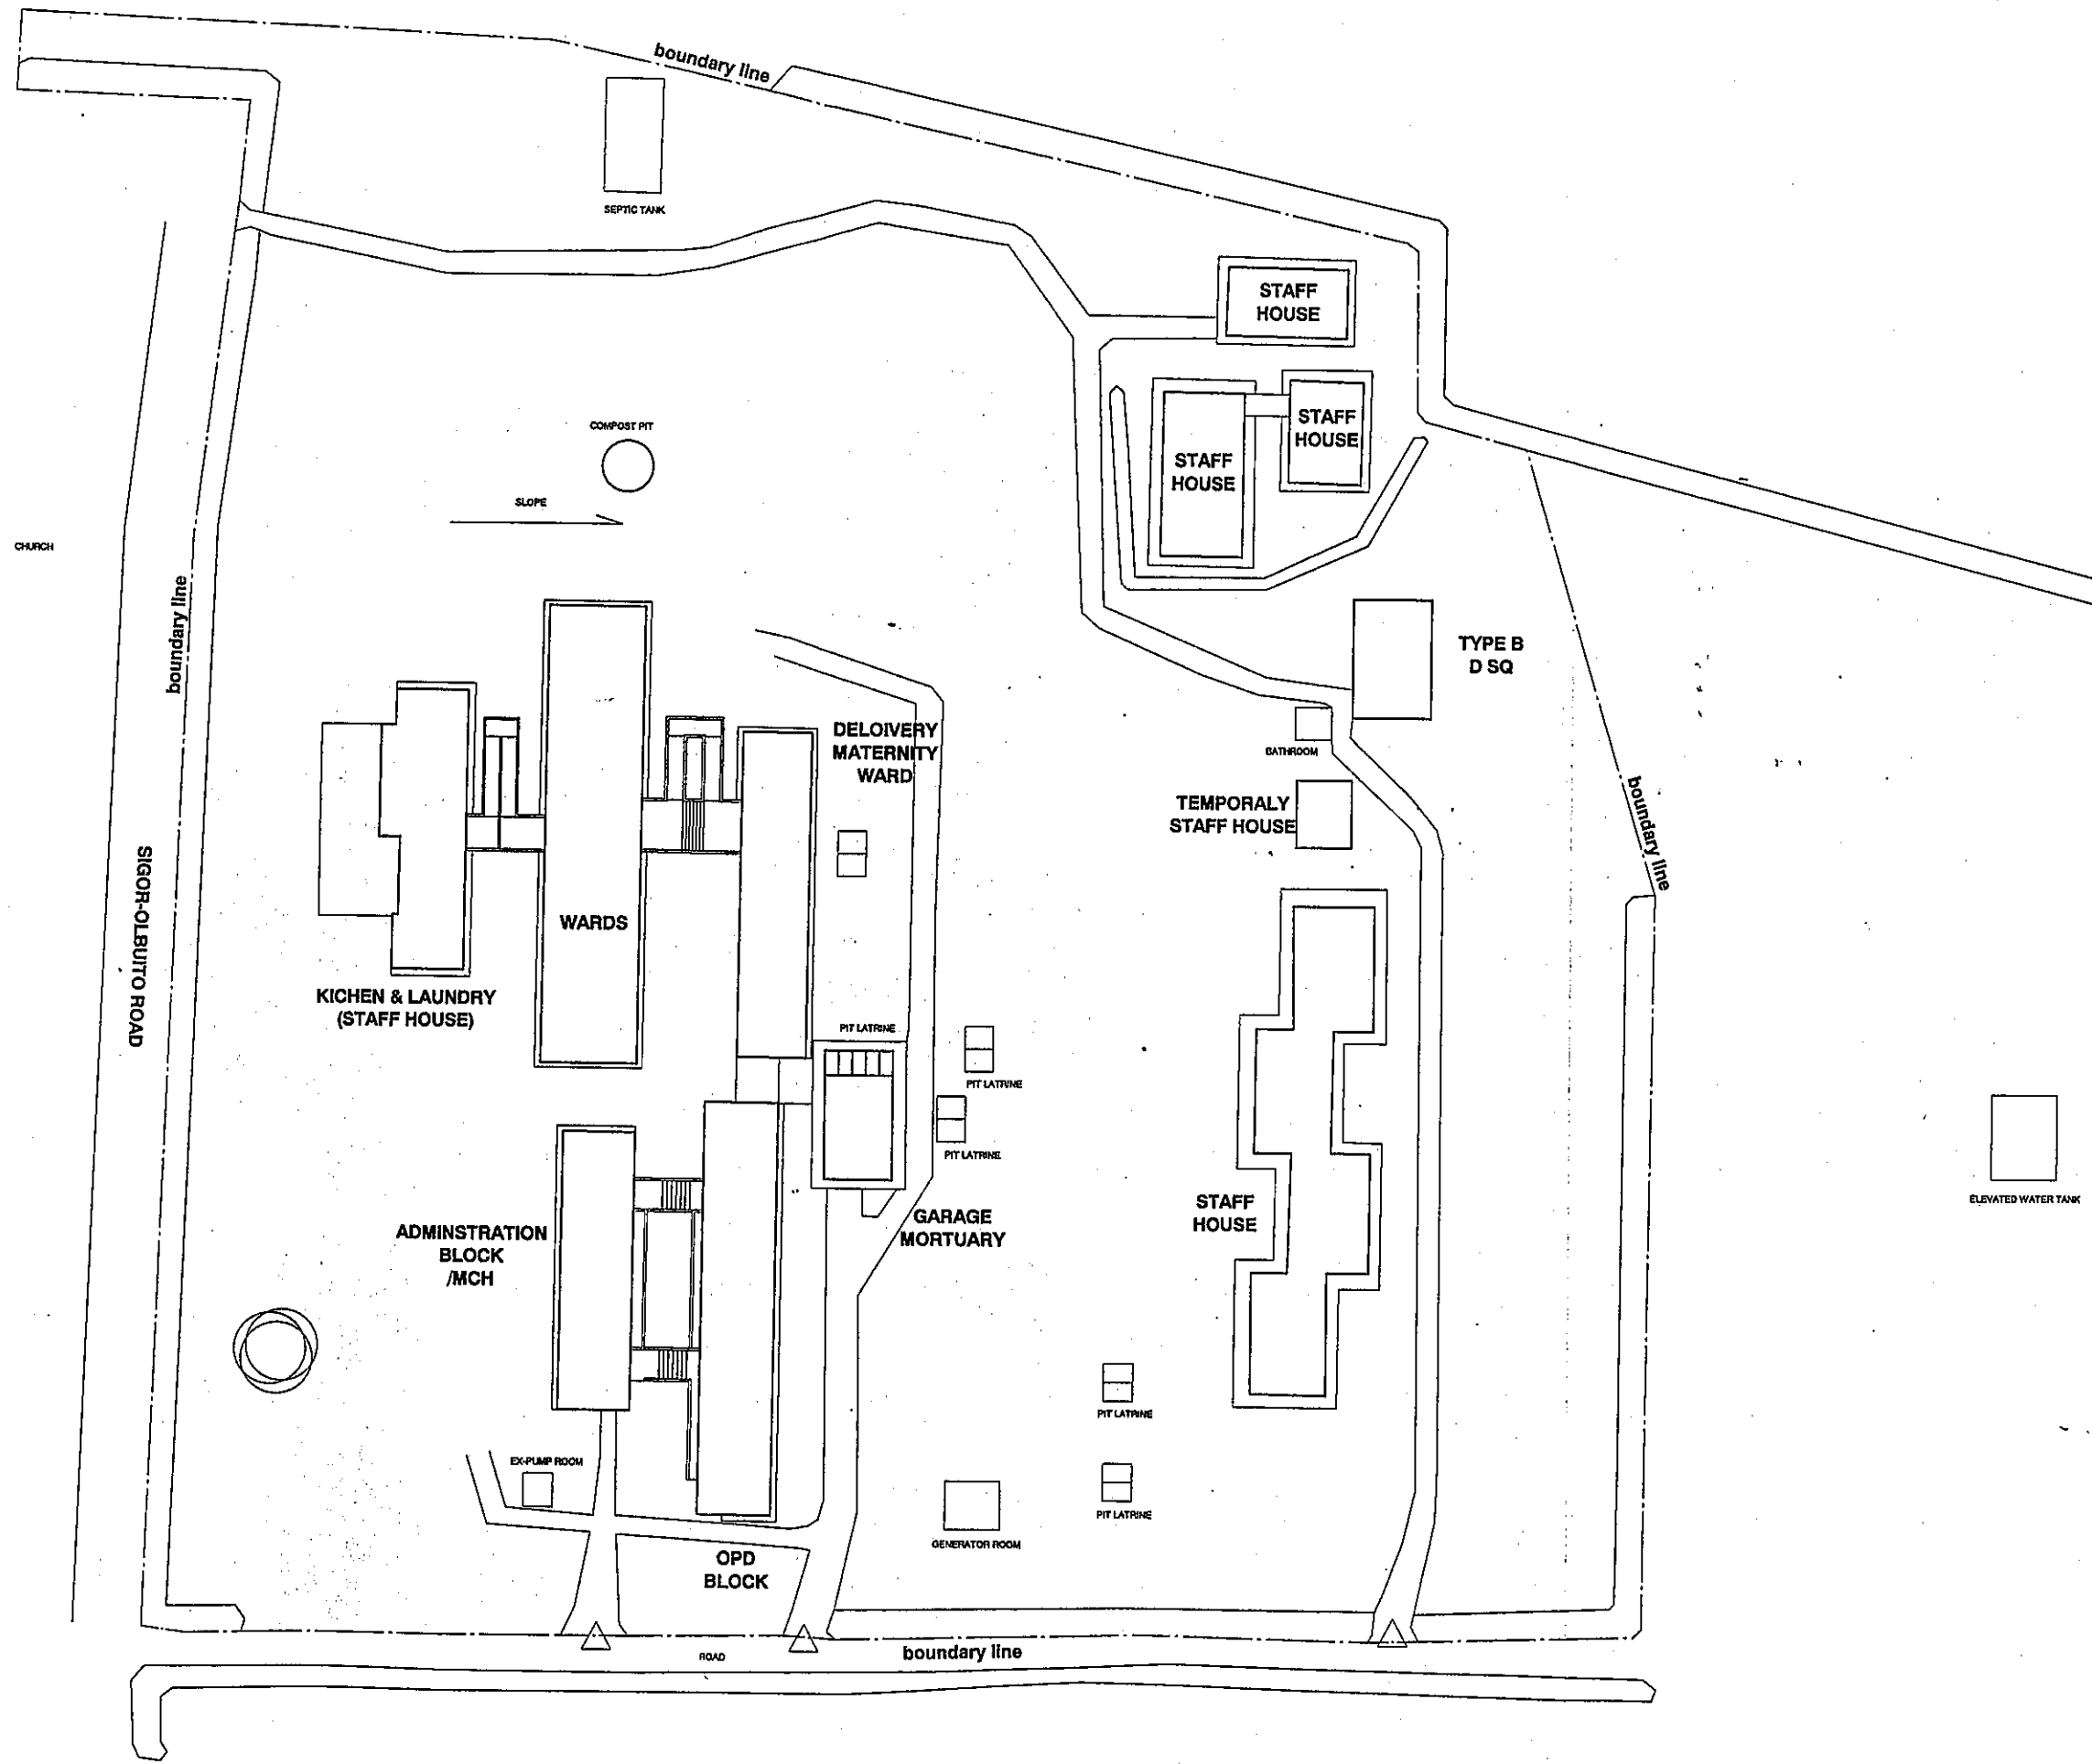 boundary line
SEPTIC TANK
STAFF
HOUSE
COMPOST PIT
STAFF
HOUSE
STAFF
HOUSE
SLOPE
CHURCH
boundary line
TYPE B
D SQ
DELOIVERY
MATERNITY
WARD
BATHROOM
TEMPORALY
STAFF HOUSE
boundary line
SIGOR-OLBUITO ROAD
WARDS
KICHEN & LAUNDRY
(STAFF HOUSE)
PIT LATRINE
PIT LATRINE
PIT LATRINE
ELEVATED WATER TANK
STAFF
HOUSE
GARAGE
MORTUARY
ADMINSTRATION
BLOCK
/MCH
PIT LATRINE
EX-PUMP ROOM
PIT LATRINE
GENERATOR ROOM
OPD
BLOCK
ROAD
boundary line